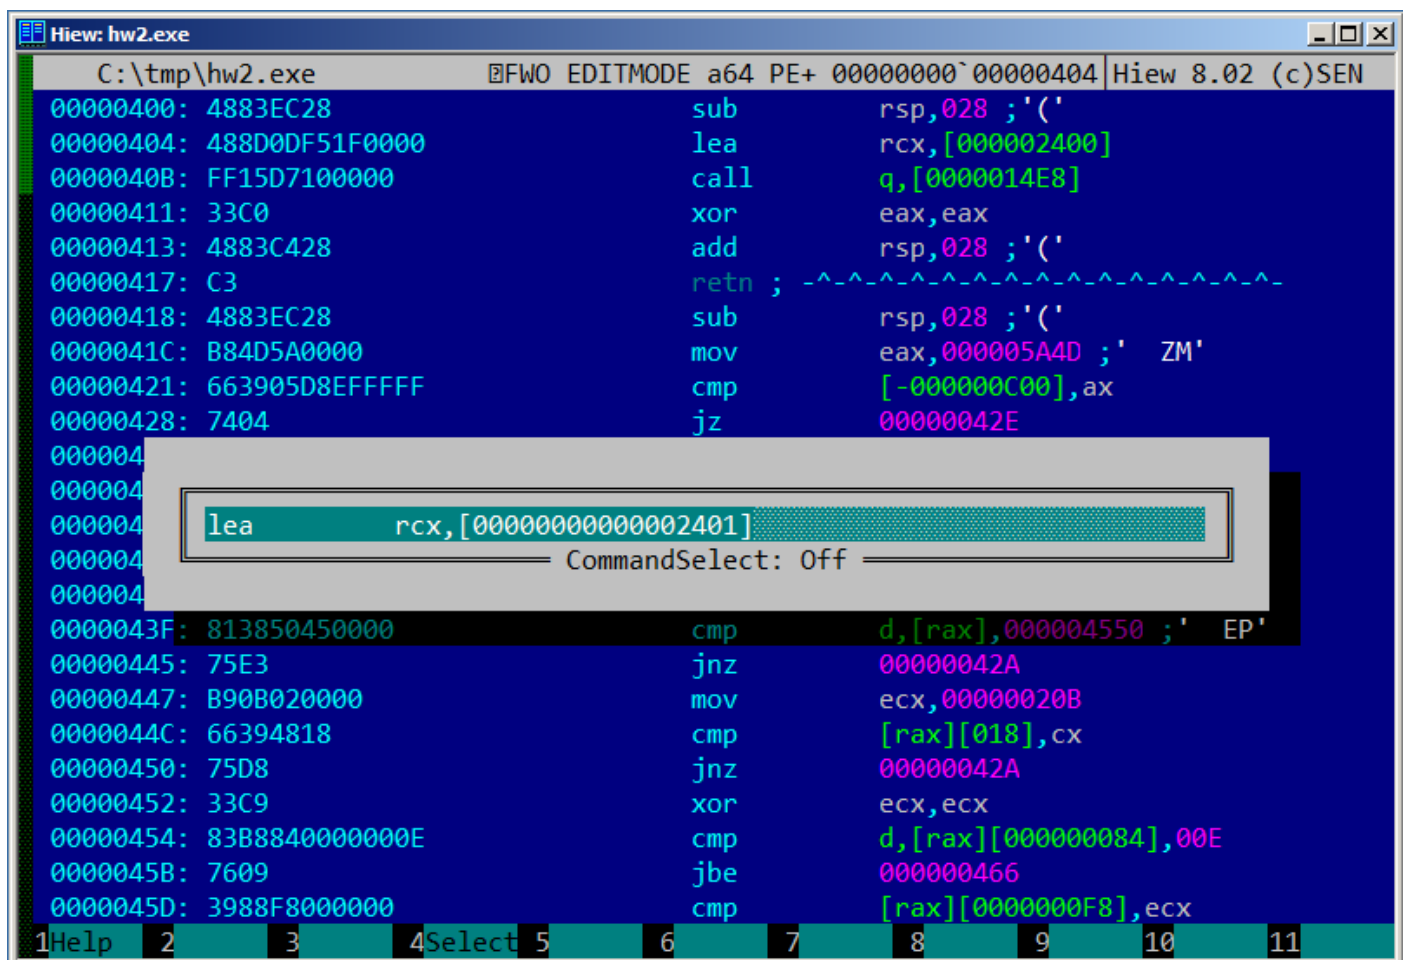 Hiew: hw2.exe
C:\tmp\hw2.exe FWO EDITMODE a64 PE+ 00000000`00000404 Hiew 8.02 (c)SEN
00000400: 4883EC28 sub rsp,028 ;'('
00000404: 488D0DF51F0000 lea rcx,[000002400]
0000040B: FF15D7100000 call q,[0000014E8]
00000411: 33C0 xor eax,eax
00000413: 4883C428 add rsp,028 ;'('
00000417: C3 retn ; -^-^-^-^-^-^-^-^-^-^-^-^-^-^-^-
00000418: 4883EC28 sub rsp,028 ;'('
0000041C: B84D5A0000 mov eax,000005A4D ;' ZM'
00000421: 663905D8EFFFFF cmp [-000000C00],ax
00000428: 7404 jz 00000042E
000004
000004
000004 lea rcx,[00000000000002401]
000004 CommandSelect: Off
000004
0000043F: 813850450000 cmp d,[rax],000004550 ;' EP'
00000445: 75E3 jnz 00000042A
00000447: B90B020000 mov ecx,00000020B
0000044C: 66394818 cmp [rax][018],cx
00000450: 75D8 jnz 00000042A
00000452: 33C9 xor ecx,ecx
00000454: 83B8840000000E cmp d,[rax][000000084],00E
0000045B: 7609 jbe 000000466
0000045D: 3988F8000000 cmp [rax][0000000F8],ecx
1Help 2 3 4Select 5 6 7 8 9 10 11